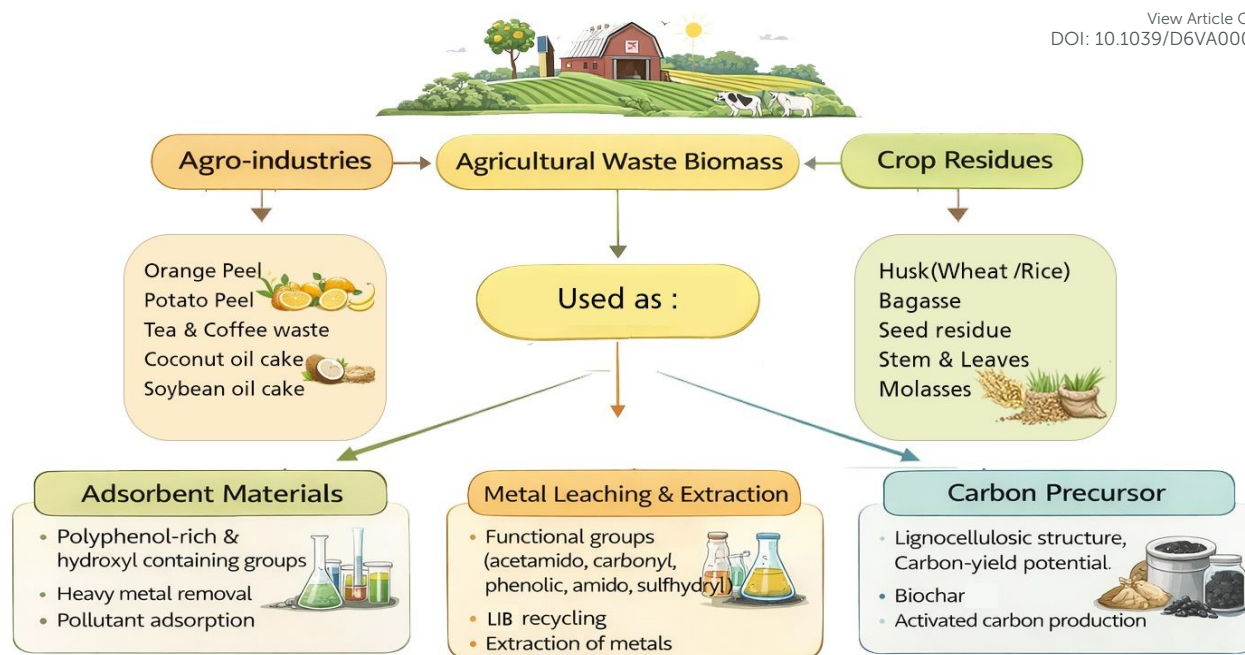 View Article O
DOI: 10.1039/D6VA000
Agro-industries
Agricultural Waste Biomass
Crop Residues
Orange Peel
Potato Peel
Tea & Coffee waste
Coconut oil cake
Soybean oil cake
Used as :
Husk(Wheat /Rice)
Bagasse
Seed residue
Stem & Leaves
Molasses
Adsorbent Materials
• Polyphenol-rich &
hydroxyl containing groups
• Heavy metal removal
• Pollutant adsorption
Metal Leaching & Extraction
• Functional groups
(acetamido, carbonyl,
phenolic, amido, sulfhydryl)
• LIB recycling
• Extraction of metals
Carbon Precursor
• Lignocellulosic structure,
Carbon-yield potential.
• Biochar
• Activated carbon production